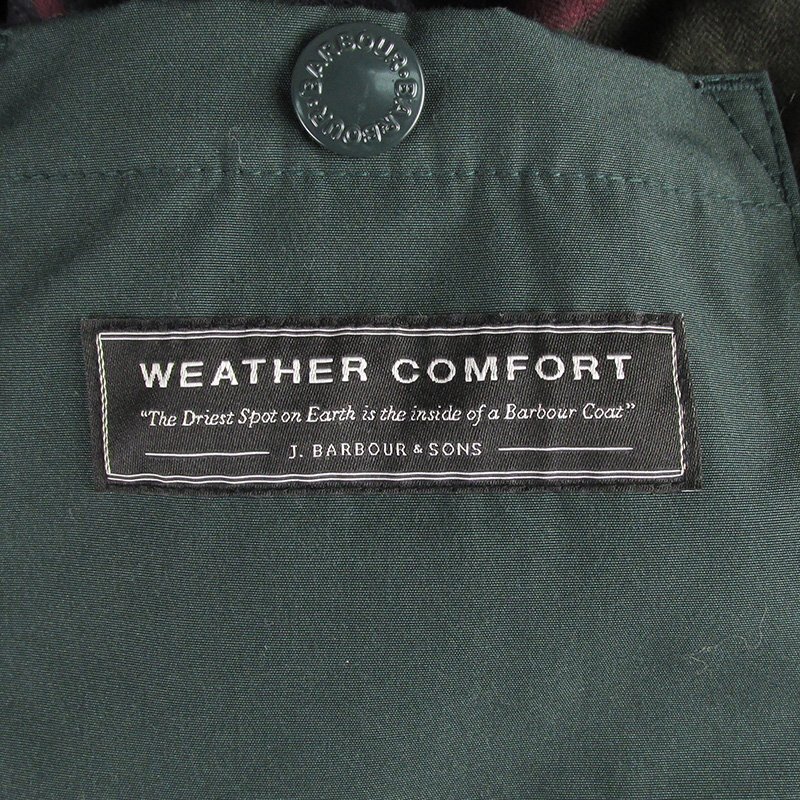 BARBOUR · BARBOUR ·
WEATHER COMFORT
“The Driest Spot on Earth is the inside of a Barbour Coat”
J. BARBOUR & SONS